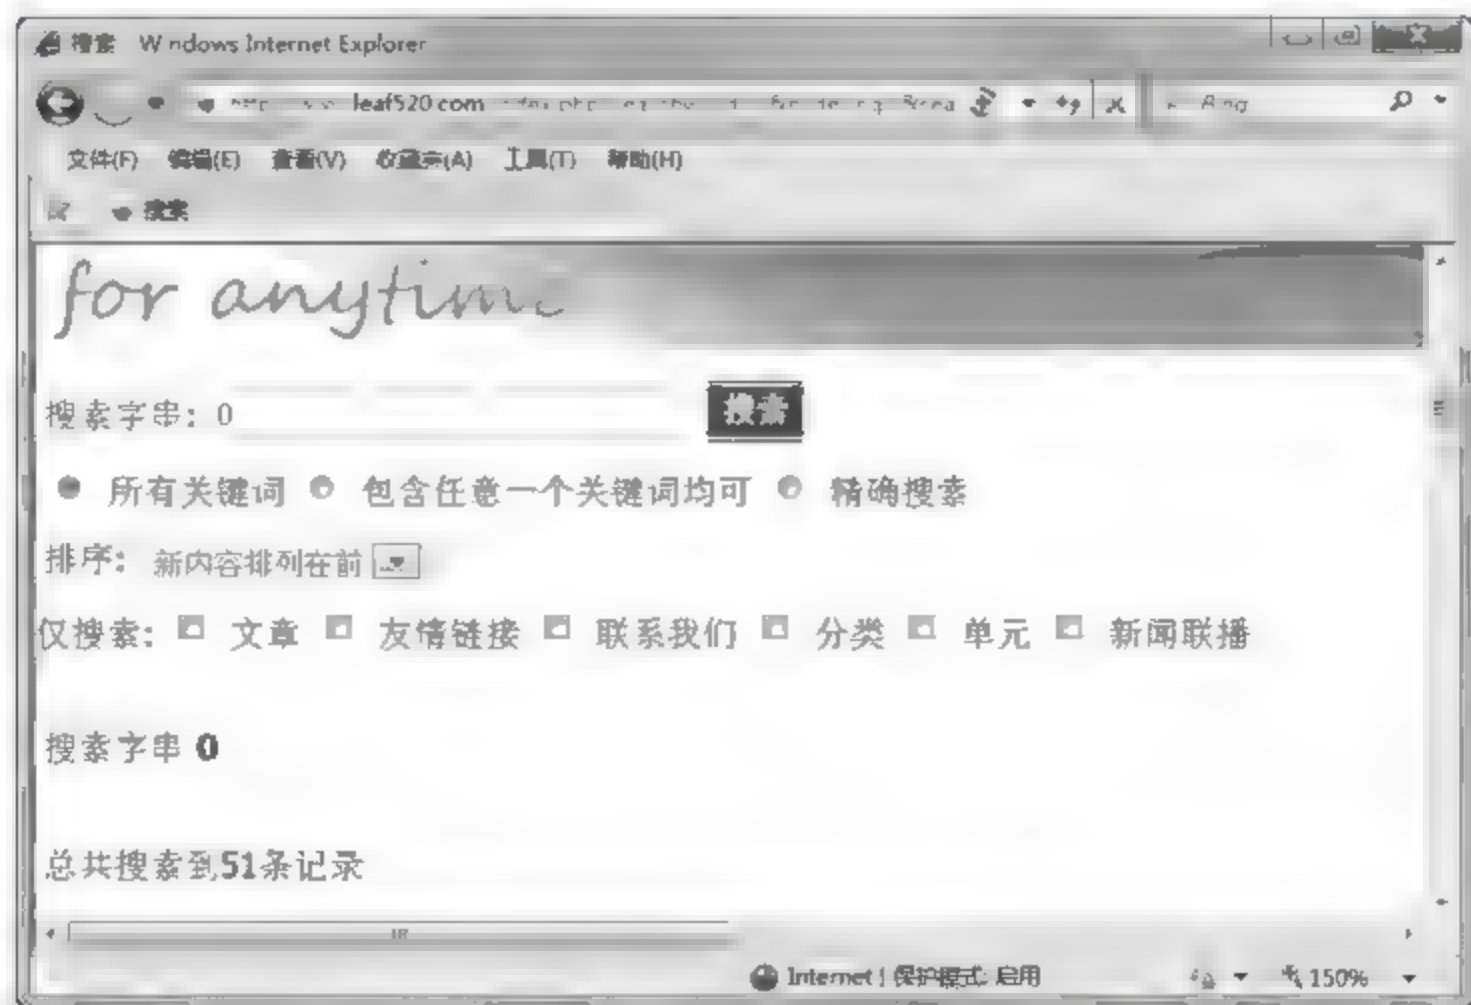 搜索 Windows Internet Explorer
leaf520.com Bing
文件(F) 编辑(E) 查看(V) 收藏夹(A) 工具(T) 帮助(H)
搜索
for anytime
搜索字串: 0 搜索
所有关键词 包含任意一个关键词均可 精确搜索
排序: 新内容排列在前
仅搜索: 文章 友情链接 联系我们 分类 单元 新闻联播
搜索字串 0
总共搜索到51条记录
Internet | 保护模式: 启用 150%